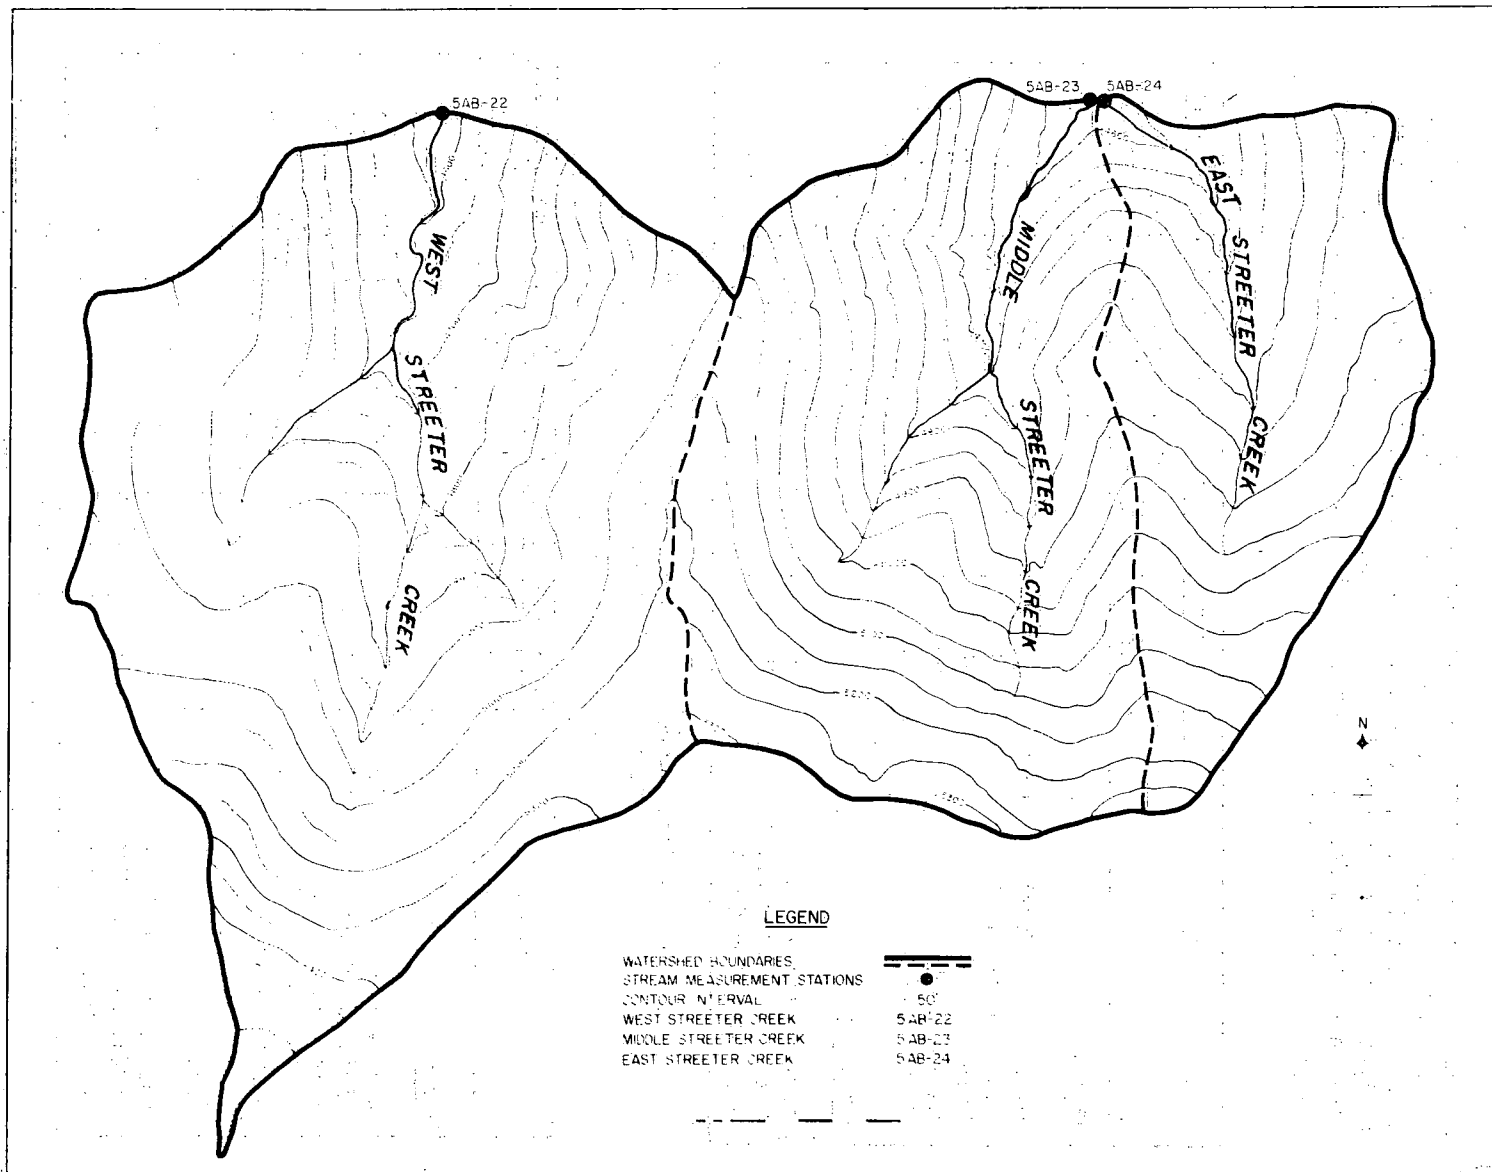 5AB-22
5AB-23
5AB-24
WEST
STREETER
CREEK
MIDDLE
STREETER
CREEK
EAST
STREETER
CREEK
N
LEGEND
WATERSHED BOUNDARIES
STREAM MEASUREMENT STATIONS
CONTOUR INTERVAL 50'
WEST STREETER CREEK 5AB-22
MIDDLE STREETER CREEK 5AB-23
EAST STREETER CREEK 5AB-24